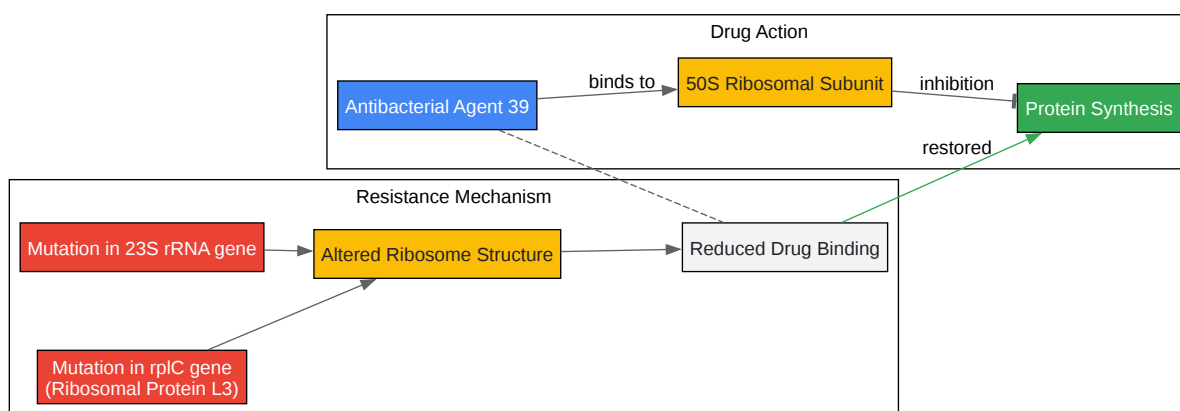 Drug Action
binds to
50S Ribosomal Subunit
inhibition
Antibacterial Agent 39
Protein Synthesis
restored
Resistance Mechanism
Mutation in 23S rRNA gene
Altered Ribosome Structure
Reduced Drug Binding
Mutation in rplC gene
(Ribosomal Protein L3)